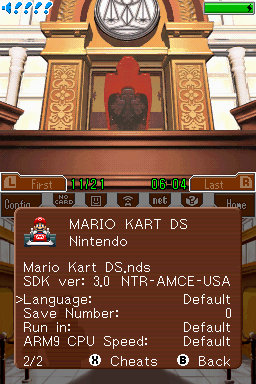 ????
L First 11/21 06-04 Last R
Config NO CARD net ? Home
MARIO KART DS
Nintendo
Mario Kart DS.nds
SDK ver: 3.0 NTR-AMCE-USA
>Language: Default
Save Number: 0
Run in: Default
ARM9 CPU Speed: Default
2/2 X Cheats B Back